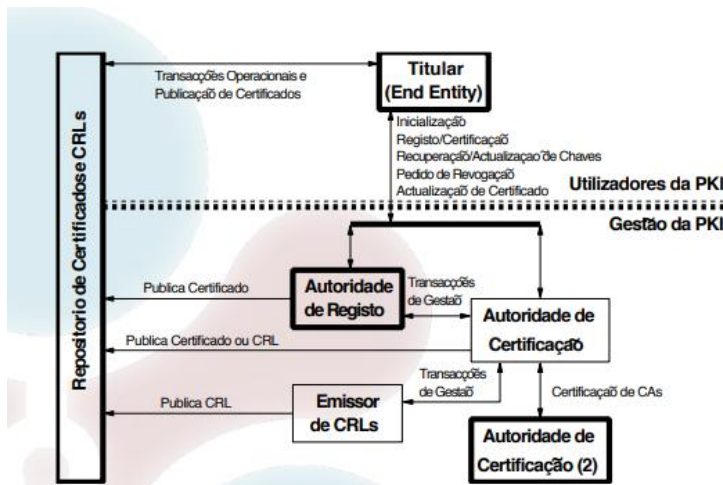 Repositorio de Certificados e CRLs
Transacções Operacionais e
Publicação de Certificados
Titular
(End Entity)
Inicialização
Registo/Certificação
Recuperação/Actualização de Chaves
Pedido de Revogação
Actualização de Certificado
Utilizadores da PKI
Gestão da PKI
Publica Certificado
Autoridade
de Registo
Transacções
de Gestão
Autoridade de
Certificação
Publica Certificado ou CRL
Publica CRL
Emissor
de CRLs
Transacções
de Gestão
Certificação de CAs
Autoridade de
Certificação (2)